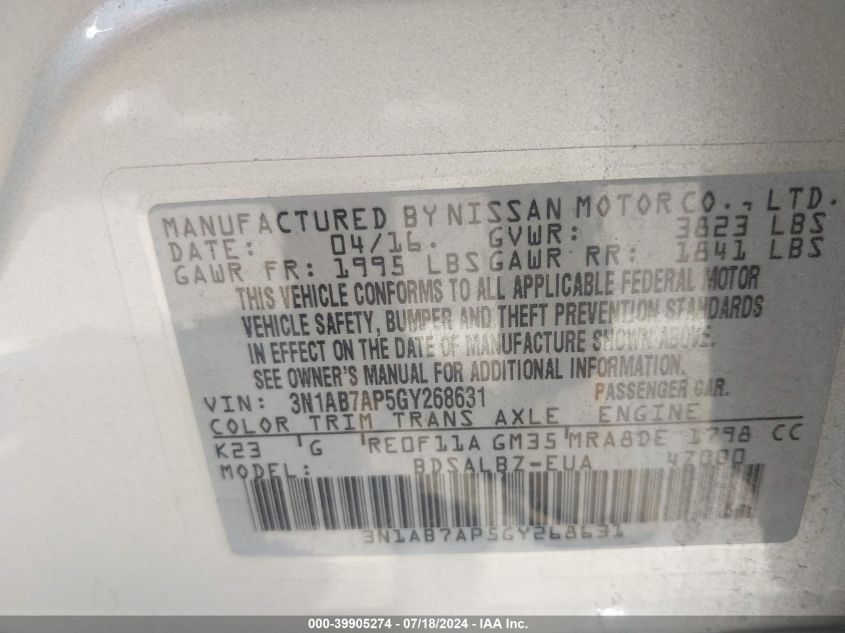 MANUFACTURED BY NISSAN MOTOR CO., LTD.
DATE: 04/16. GVWR: 3823 LBS
GAWR FR: 1995 LBS GAWR RR: 1841 LBS
THIS VEHICLE CONFORMS TO ALL APPLICABLE FEDERAL MOTOR
VEHICLE SAFETY, BUMPER AND THEFT PREVENTION STANDARDS
IN EFFECT ON THE DATE OF MANUFACTURE SHOWN ABOVE.
SEE OWNER'S MANUAL FOR ADDITIONAL INFORMATION.
VIN: 3N1AB7AP5GY268631 PASSENGER CAR.
COLOR TRIM TRANS AXLE ENGINE
K23 G RE0F11A GM35 MRA8DE 1798 CC
MODEL: BDSALBZ-EUA 47000
3N1AB7AP5GY268631
000-39905274 - 07/18/2024 - IAA Inc.